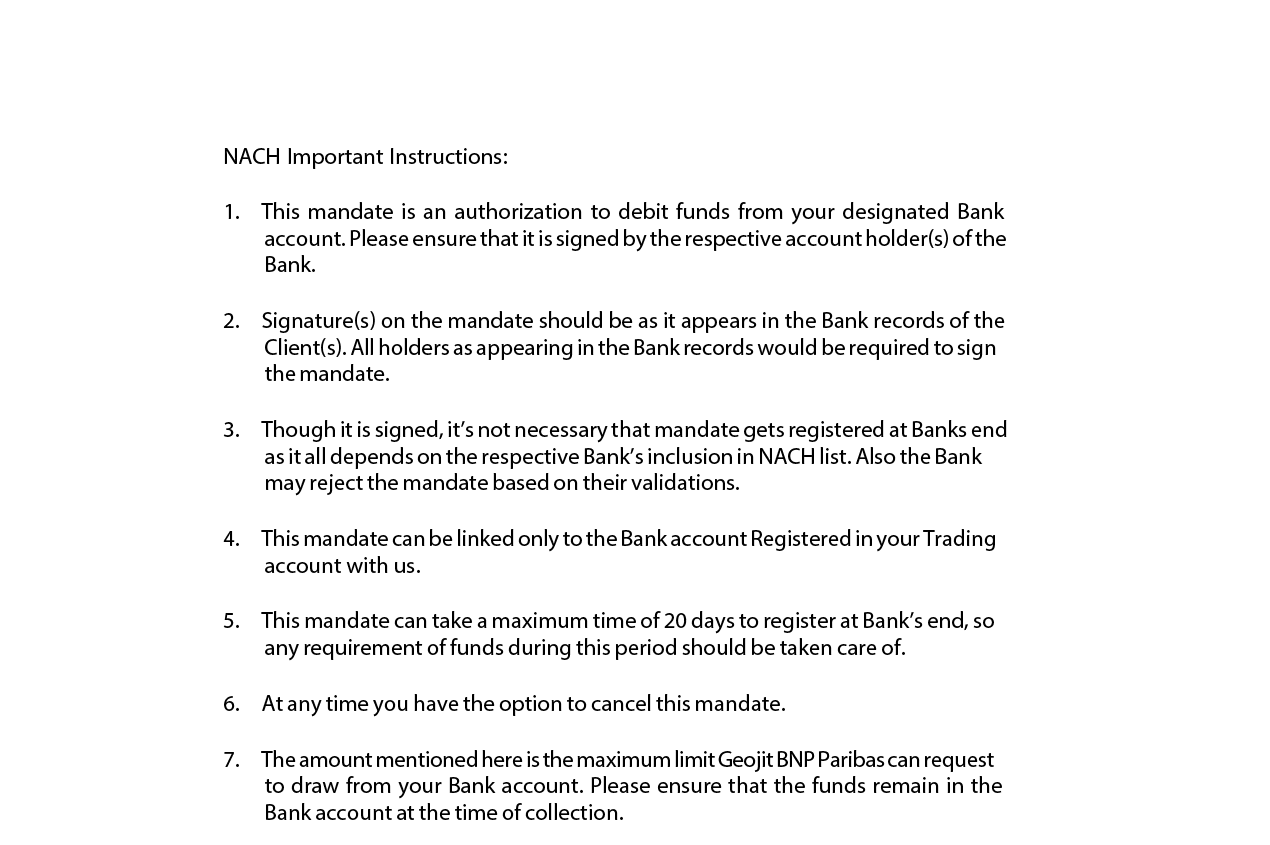 NACH Important Instructions:
1. This mandate is an authorization to debit funds from your designated Bank
account. Please ensure that it is signed by the respective account holder(s) of the
Bank.
2. Signature(s) on the mandate should be as it appears in the Bank records of the
Client(s). All holders as appearing in the Bank records would be required to sign
the mandate.
3. Though it is signed, it’s not necessary that mandate gets registered at Banks end
as it all depends on the respective Bank’s inclusion in NACH list. Also the Bank
may reject the mandate based on their validations.
4. This mandate can be linked only to the Bank account Registered in your Trading
account with us.
5. This mandate can take a maximum time of 20 days to register at Bank’s end, so
any requirement of funds during this period should be taken care of.
6. At any time you have the option to cancel this mandate.
7. The amount mentioned here is the maximum limit Geojit BNP Paribas can request
to draw from your Bank account. Please ensure that the funds remain in the
Bank account at the time of collection.